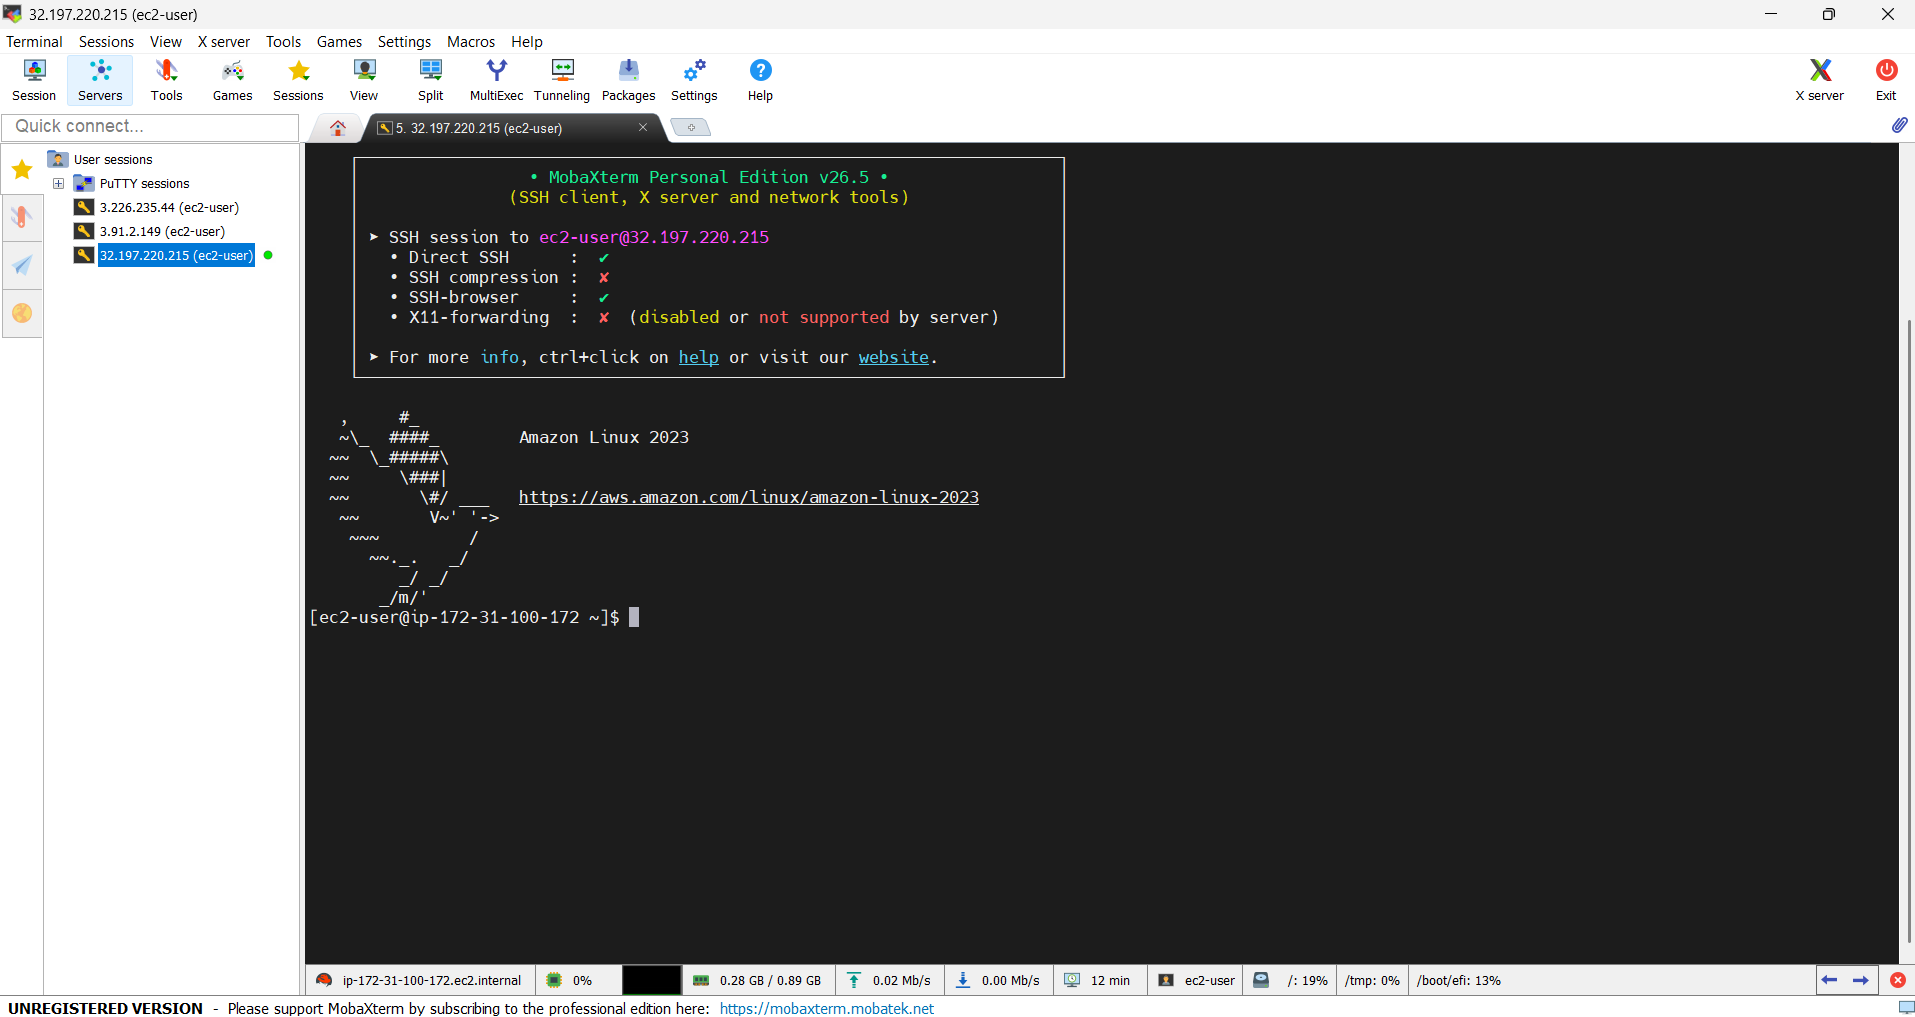 32.197.220.215 (ec2-user)
Terminal Sessions View X server Tools Games Settings Macros Help
Session Servers Tools Games Sessions View Split MultiExec Tunneling Packages Settings Help X server Exit
Quick connect...
5. 32.197.220.215 (ec2-user)
User sessions
PuTTY sessions
3.226.235.44 (ec2-user)
3.91.2.149 (ec2-user)
32.197.220.215 (ec2-user)
• MobaXterm Personal Edition v26.5 •
(SSH client, X server and network tools)
➤ SSH session to ec2-user@32.197.220.215
• Direct SSH : ✔
• SSH compression : ✘
• SSH-browser : ✔
• X11-forwarding : ✘ (disabled or not supported by server)
➤ For more info, ctrl+click on help or visit our website.
   ,     #_
   ~\_  ####_        Amazon Linux 2023
  ~~  \_#####\
  ~~     \###|
  ~~       \#/ ___   https://aws.amazon.com/linux/amazon-linux-2023
   ~~       V~' '->
    ~~~         /
      ~~._.   _/
         _/ _/
       _/m/'
[ec2-user@ip-172-31-100-172 ~]$
ip-172-31-100-172.ec2.internal 0% 0.28 GB / 0.89 GB 0.02 Mb/s 0.00 Mb/s 12 min ec2-user /: 19% /tmp: 0% /boot/efi: 13%
UNREGISTERED VERSION - Please support MobaXterm by subscribing to the professional edition here: https://mobaxterm.mobatek.net